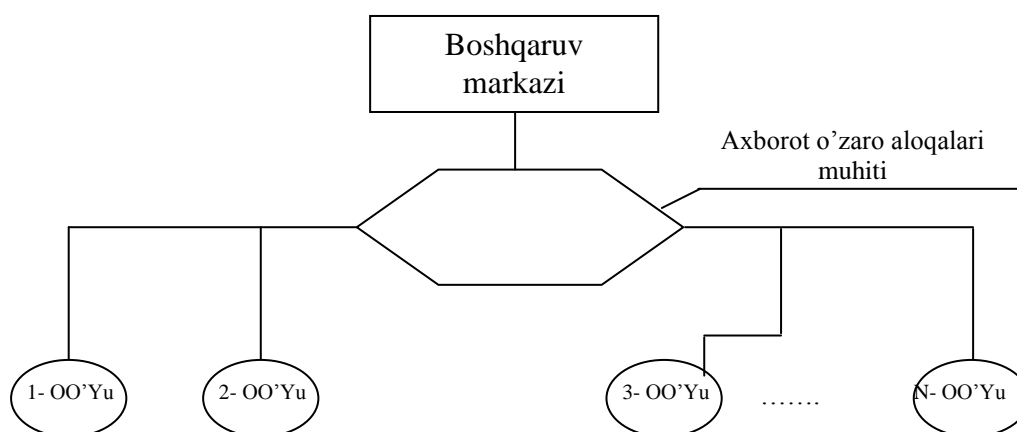 Boshqaruv
markazi
Axborot o’zaro aloqalari
muhiti
1- OO’Yu
2- OO’Yu
3- OO’Yu
.......
N- OO’Yu